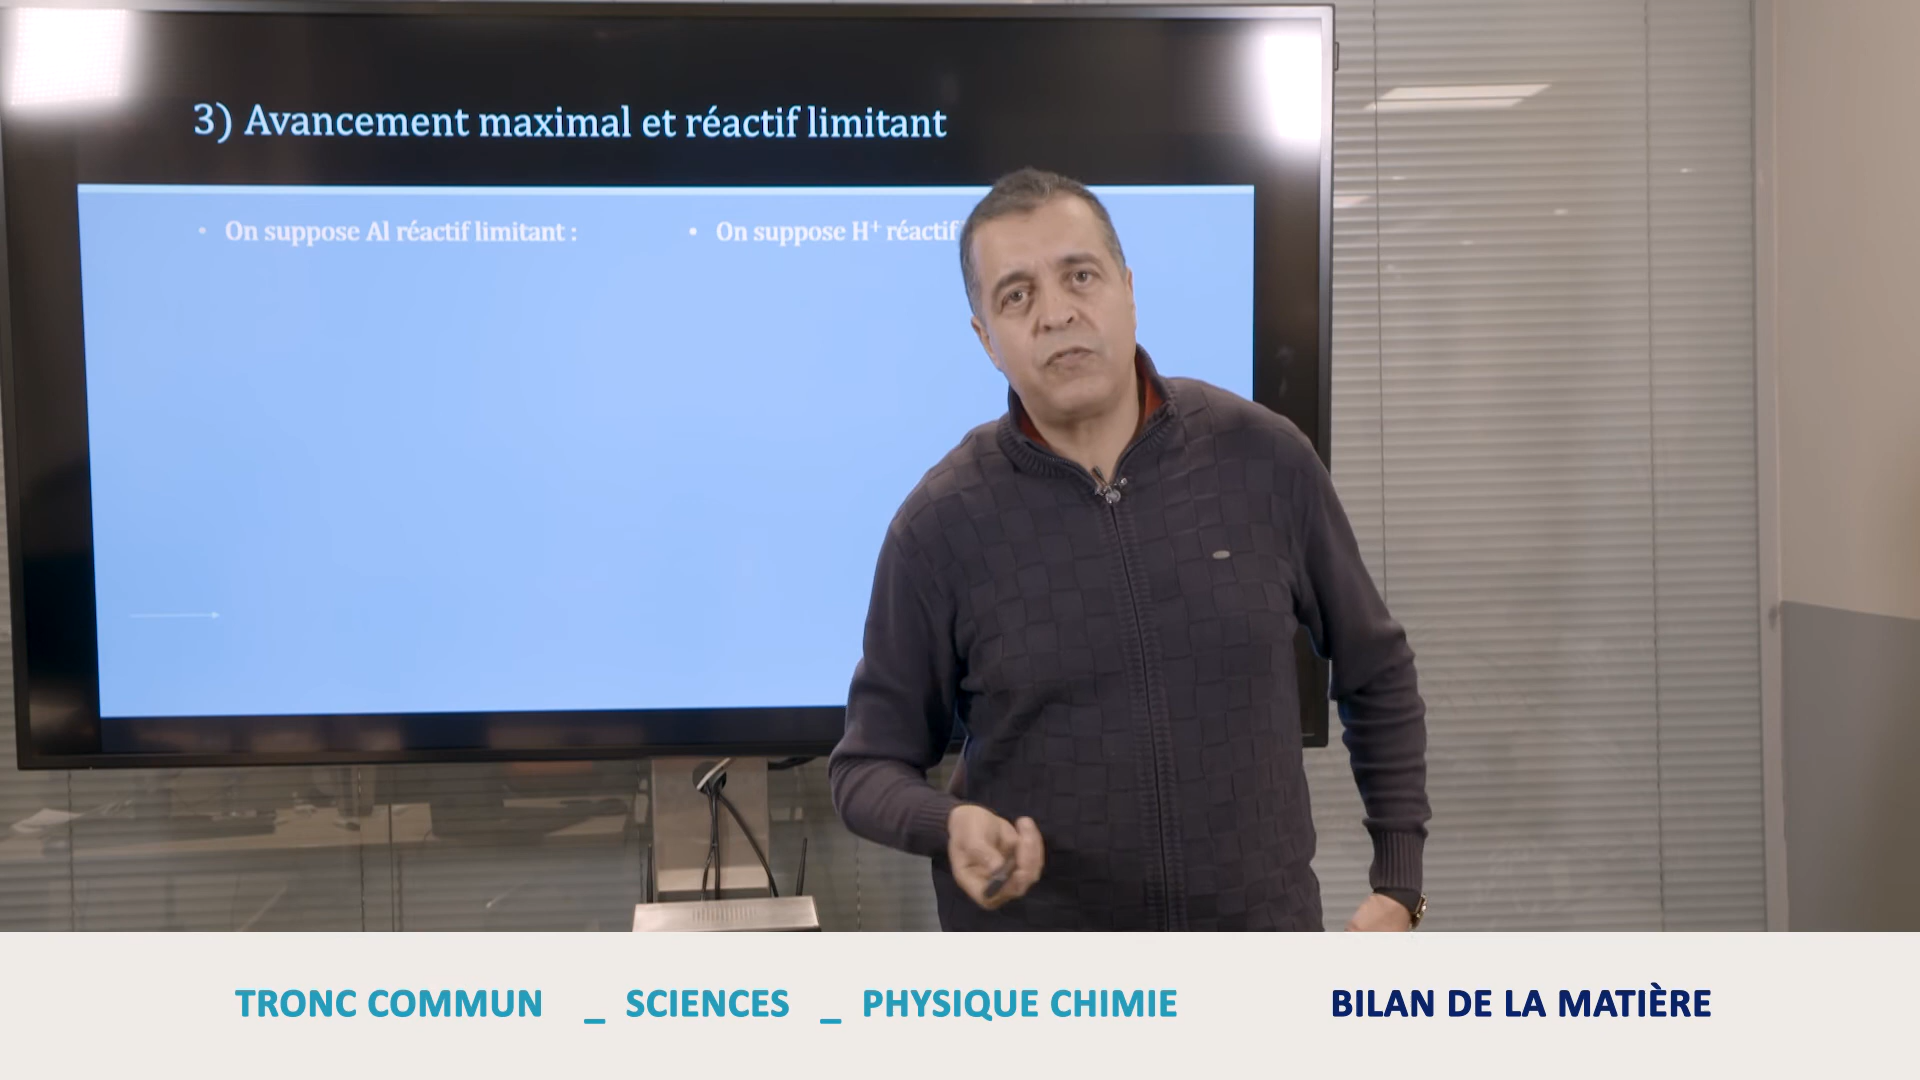 3) Avancement maximal et réactif limitant
• On suppose Al réactif limitant :
• On suppose H⁺ réactif
TRONC COMMUN _ SCIENCES _ PHYSIQUE CHIMIE
BILAN DE LA MATIÈRE